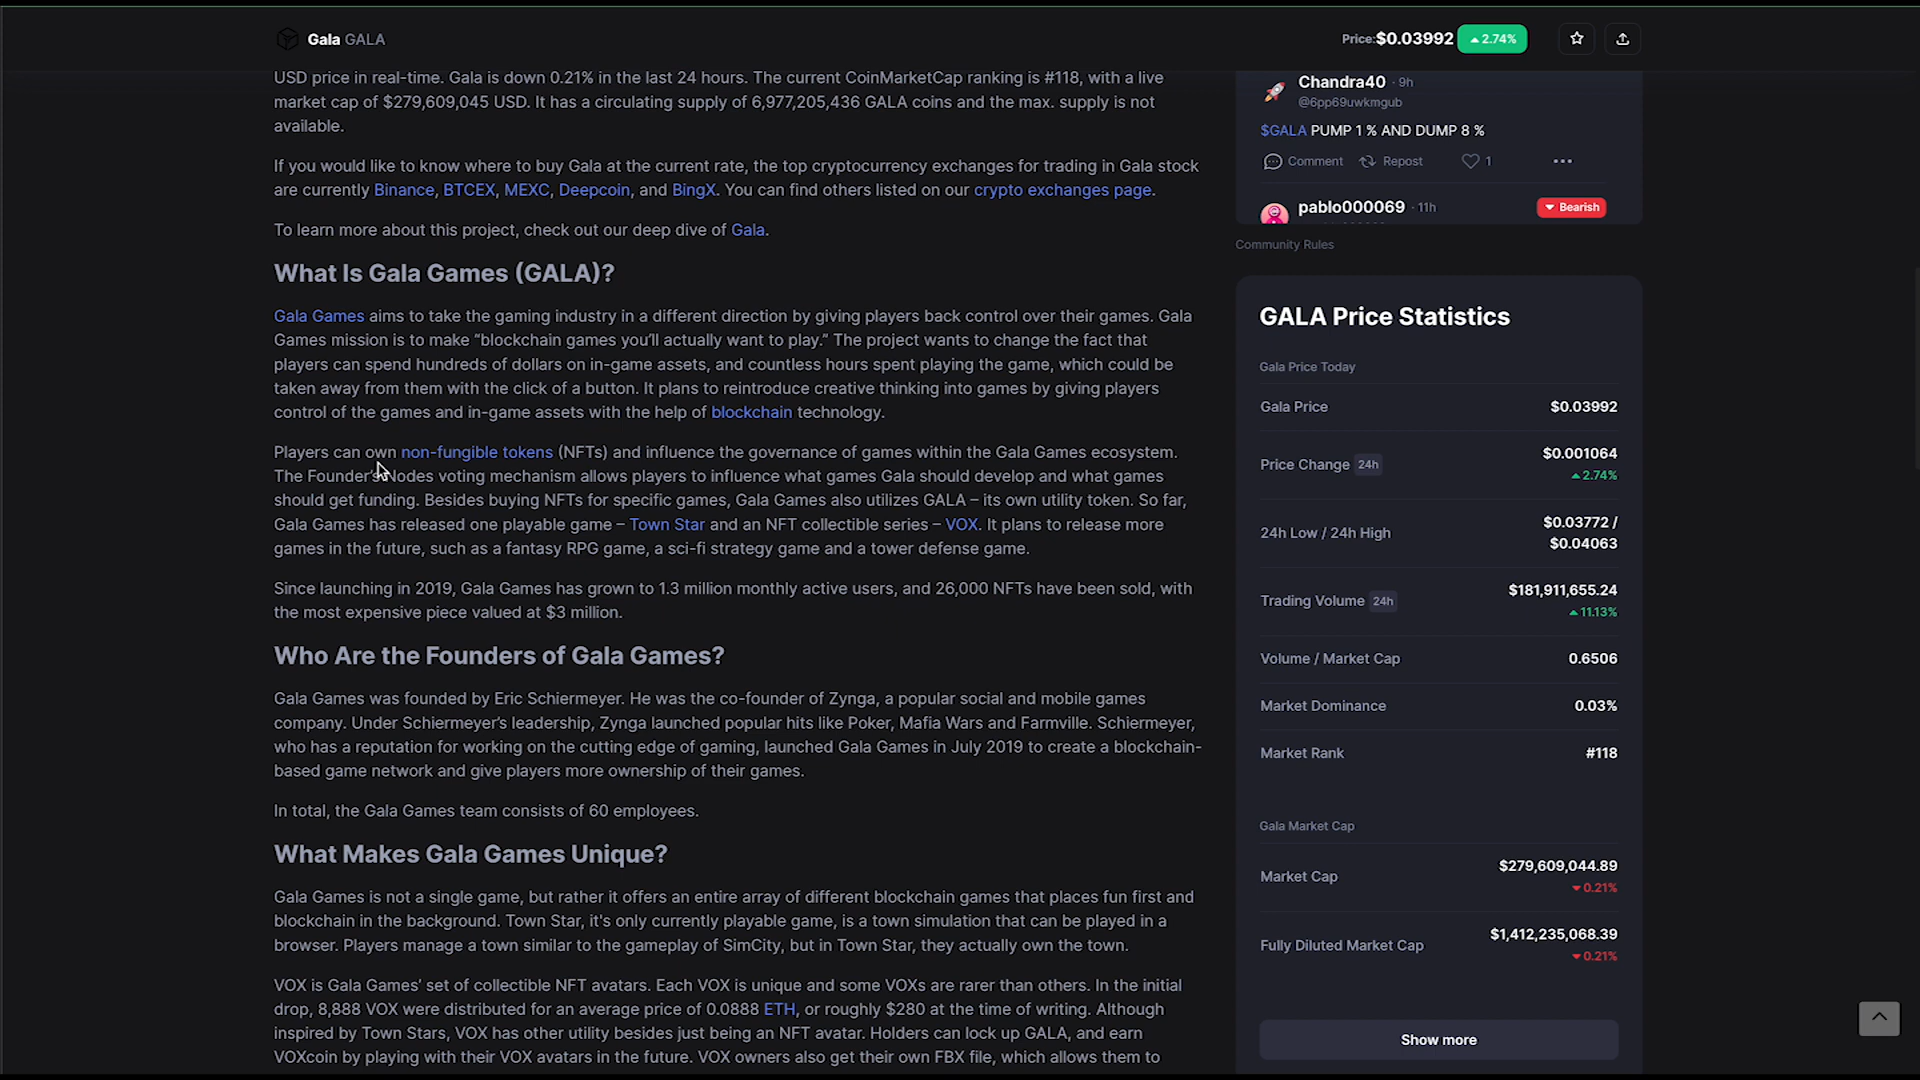 Gala GALA
Price:$0.03992 2.74%
USD price in real-time. Gala is down 0.21% in the last 24 hours. The current CoinMarketCap ranking is #118, with a live
market cap of $279,609,045 USD. It has a circulating supply of 6,977,205,436 GALA coins and the max. supply is not
available.
If you would like to know where to buy Gala at the current rate, the top cryptocurrency exchanges for trading in Gala stock
are currently Binance, BTCEX, MEXC, Deepcoin, and BingX. You can find others listed on our crypto exchanges page.
To learn more about this project, check out our deep dive of Gala.
What Is Gala Games (GALA)?
Gala Games aims to take the gaming industry in a different direction by giving players back control over their games. Gala
Games mission is to make “blockchain games you’ll actually want to play.” The project wants to change the fact that
players can spend hundreds of dollars on in-game assets, and countless hours spent playing the game, which could be
taken away from them with the click of a button. It plans to reintroduce creative thinking into games by giving players
control of the games and in-game assets with the help of blockchain technology.
Players can own non-fungible tokens (NFTs) and influence the governance of games within the Gala Games ecosystem.
The Founder’s Nodes voting mechanism allows players to influence what games Gala should develop and what games
should get funding. Besides buying NFTs for specific games, Gala Games also utilizes GALA – its own utility token. So far,
Gala Games has released one playable game – Town Star and an NFT collectible series – VOX. It plans to release more
games in the future, such as a fantasy RPG game, a sci-fi strategy game and a tower defense game.
Since launching in 2019, Gala Games has grown to 1.3 million monthly active users, and 26,000 NFTs have been sold, with
the most expensive piece valued at $3 million.
Who Are the Founders of Gala Games?
Gala Games was founded by Eric Schiermeyer. He was the co-founder of Zynga, a popular social and mobile games
company. Under Schiermeyer’s leadership, Zynga launched popular hits like Poker, Mafia Wars and Farmville. Schiermeyer,
who has a reputation for working on the cutting edge of gaming, launched Gala Games in July 2019 to create a blockchain-
based game network and give players more ownership of their games.
In total, the Gala Games team consists of 60 employees.
What Makes Gala Games Unique?
Gala Games is not a single game, but rather it offers an entire array of different blockchain games that places fun first and
blockchain in the background. Town Star, it's only currently playable game, is a town simulation that can be played in a
browser. Players manage a town similar to the gameplay of SimCity, but in Town Star, they actually own the town.
VOX is Gala Games’ set of collectible NFT avatars. Each VOX is unique and some VOXs are rarer than others. In the initial
drop, 8,888 VOX were distributed for an average price of 0.0888 ETH, or roughly $280 at the time of writing. Although
inspired by Town Stars, VOX has other utility besides just being an NFT avatar. Holders can lock up GALA, and earn
VOXcoin by playing with their VOX avatars in the future. VOX owners also get their own FBX file, which allows them to
Chandra40 · 9h
@6pp69uwkmgub
$GALA PUMP 1 % AND DUMP 8 %
Comment Repost 1
pablo000069 · 11h Bearish
Community Rules
GALA Price Statistics
Gala Price Today
Gala Price $0.03992
Price Change 24h $0.001064
2.74%
24h Low / 24h High $0.03772 /
$0.04063
Trading Volume 24h $181,911,655.24
11.13%
Volume / Market Cap 0.6506
Market Dominance 0.03%
Market Rank #118
Gala Market Cap
Market Cap $279,609,044.89
0.21%
Fully Diluted Market Cap $1,412,235,068.39
0.21%
Show more